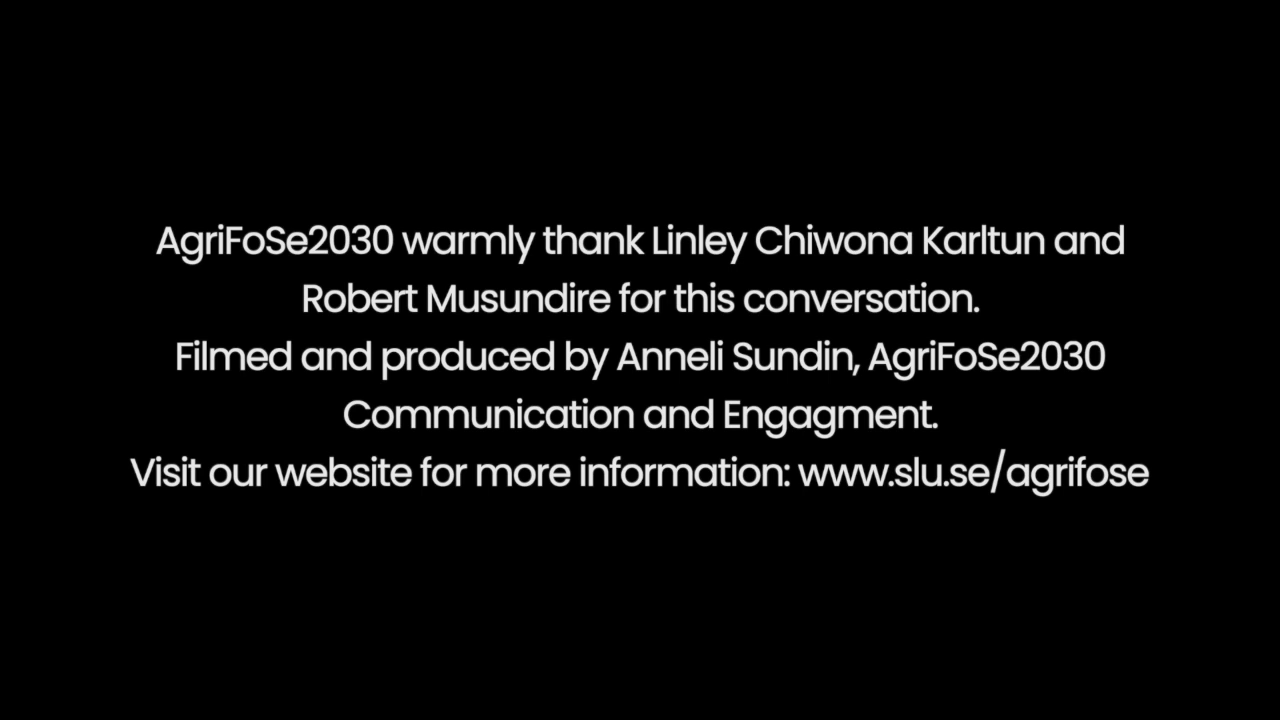 AgriFoSe2030 warmly thank Linley Chiwona Karltun and
Robert Musundire for this conversation.
Filmed and produced by Anneli Sundin, AgriFoSe2030
Communication and Engagment.
Visit our website for more information: www.slu.se/agrifose